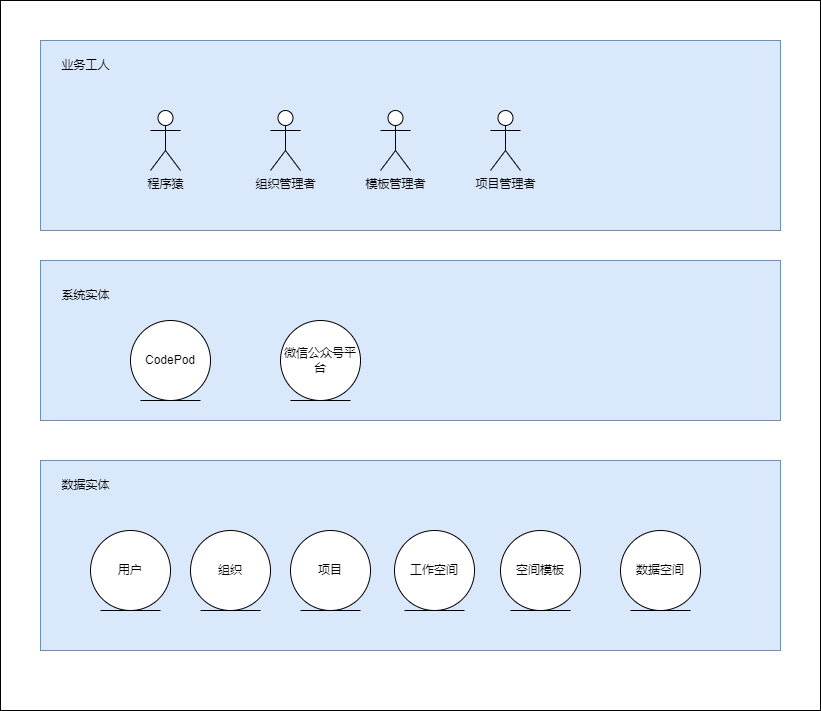 业务工人
程序猿
组织管理者
模板管理者
项目管理者
系统实体
CodePod
微信公众号平
台
数据实体
用户
组织
项目
工作空间
空间模板
数据空间